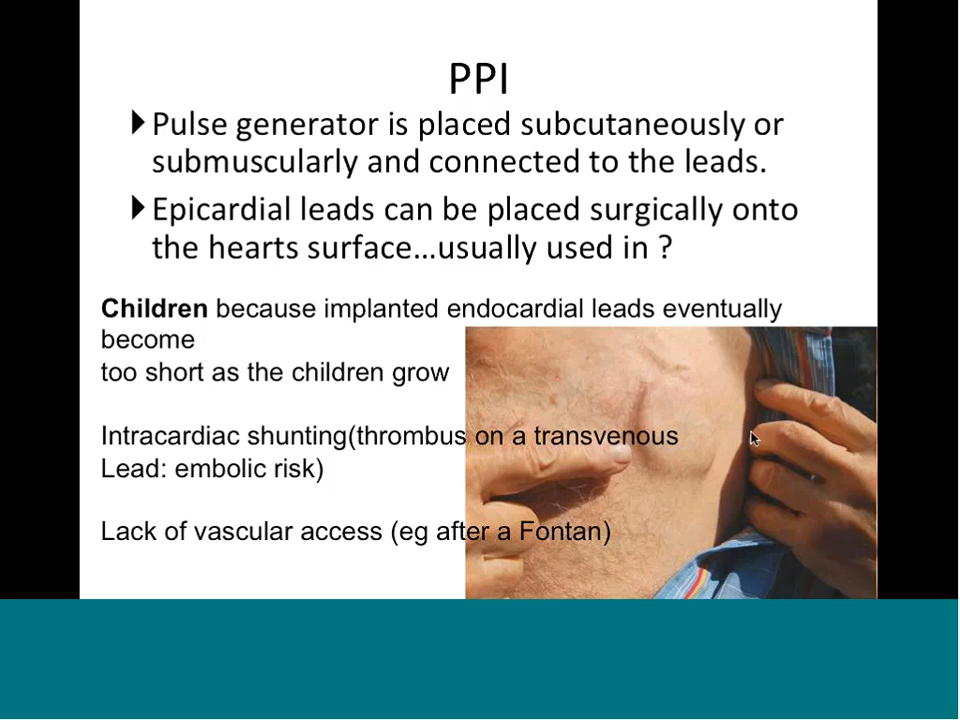 PPI
Pulse generator is placed subcutaneously or
submuscularly and connected to the leads.
Epicardial leads can be placed surgically onto
the hearts surface...usually used in ?
Children because implanted endocardial leads eventually
become
too short as the children grow
Intracardiac shunting(thrombus on a transvenous
Lead: embolic risk)
Lack of vascular access (eg after a Fontan)